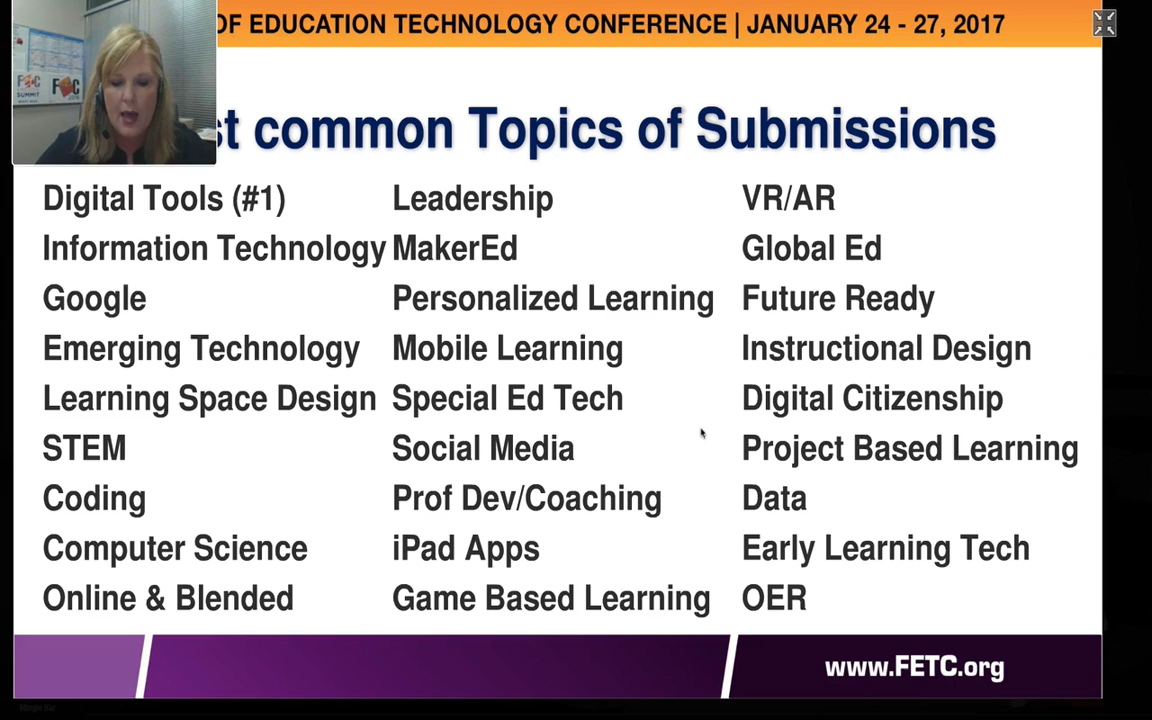 OF EDUCATION TECHNOLOGY CONFERENCE | JANUARY 24 - 27, 2017
st common Topics of Submissions
Digital Tools (#1)
Information Technology
Google
Emerging Technology
Learning Space Design
STEM
Coding
Computer Science
Online & Blended
Leadership
MakerEd
Personalized Learning
Mobile Learning
Special Ed Tech
Social Media
Prof Dev/Coaching
iPad Apps
Game Based Learning
VR/AR
Global Ed
Future Ready
Instructional Design
Digital Citizenship
Project Based Learning
Data
Early Learning Tech
OER
www.FETC.org
SUMMIT